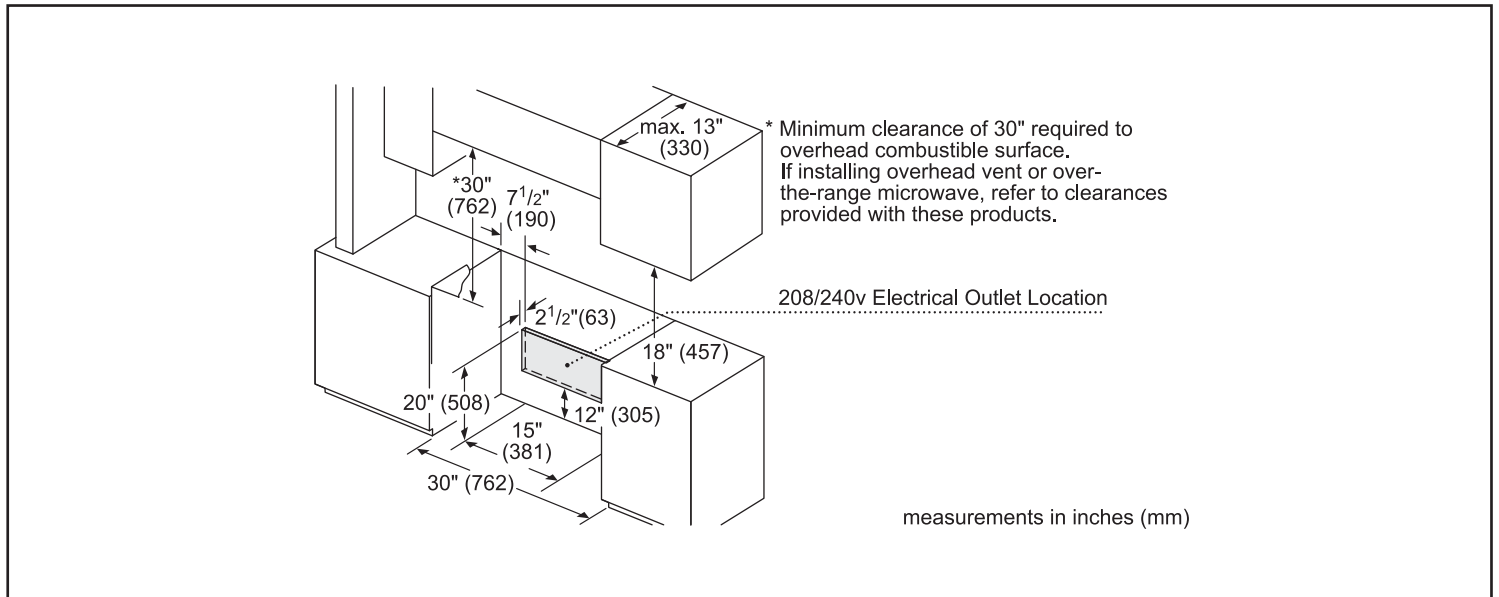 max. 13"
(330)
* Minimum clearance of 30" required to
overhead combustible surface.
If installing overhead vent or over-
the-range microwave, refer to clearances
provided with these products.
*30"
(762)
7 1/2"
(190)
208/240v Electrical Outlet Location
2 1/2"(63)
18" (457)
20" (508)
12" (305)
15"
(381)
30" (762)
measurements in inches (mm)